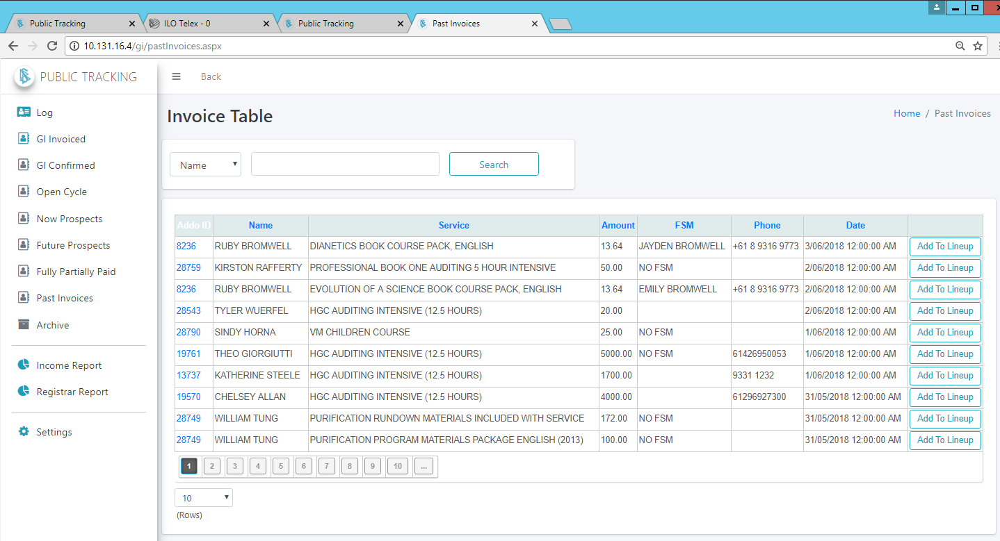 Public Tracking
ILO Telex - 0
Public Tracking
Past Invoices
10.131.16.4/gi/pastInvoices.aspx
PUBLIC TRACKING
Back
Log
GI Invoiced
GI Confirmed
Open Cycle
Now Prospects
Future Prospects
Fully Partially Paid
Past Invoices
Archive
Income Report
Registrar Report
Settings
Invoice Table
Home / Past Invoices
Name
Search
Addo ID Name Service Amount FSM Phone Date
8236 RUBY BROMWELL DIANETICS BOOK COURSE PACK, ENGLISH 13.64 JAYDEN BROMWELL +61 8 9316 9773 3/06/2018 12:00:00 AM Add To Lineup
28759 KIRSTON RAFFERTY PROFESSIONAL BOOK ONE AUDITING 5 HOUR INTENSIVE 50.00 NO FSM 2/06/2018 12:00:00 AM Add To Lineup
8236 RUBY BROMWELL EVOLUTION OF A SCIENCE BOOK COURSE PACK, ENGLISH 13.64 EMILY BROMWELL +61 8 9316 9773 2/06/2018 12:00:00 AM Add To Lineup
28543 TYLER WUERFEL HGC AUDITING INTENSIVE (12.5 HOURS) 20.00 2/06/2018 12:00:00 AM Add To Lineup
28790 SINDY HORNA VM CHILDREN COURSE 25.00 NO FSM 1/06/2018 12:00:00 AM Add To Lineup
19761 THEO GIORGIUTTI HGC AUDITING INTENSIVE (12.5 HOURS) 5000.00 NO FSM 61426950053 1/06/2018 12:00:00 AM Add To Lineup
13737 KATHERINE STEELE HGC AUDITING INTENSIVE (12.5 HOURS) 1700.00 9331 1232 1/06/2018 12:00:00 AM Add To Lineup
19570 CHELSEY ALLAN HGC AUDITING INTENSIVE (12.5 HOURS) 4000.00 61296927300 31/05/2018 12:00:00 AM Add To Lineup
28749 WILLIAM TUNG PURIFICATION RUNDOWN MATERIALS INCLUDED WITH SERVICE 172.00 NO FSM 31/05/2018 12:00:00 AM Add To Lineup
28749 WILLIAM TUNG PURIFICATION PROGRAM MATERIALS PACKAGE ENGLISH (2013) 100.00 NO FSM 31/05/2018 12:00:00 AM Add To Lineup
1 2 3 4 5 6 7 8 9 10 ...
10
(Rows)